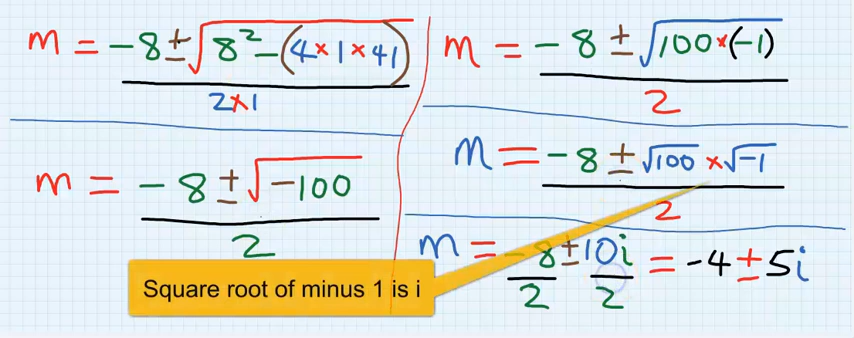 m = (-8 ± √(8² - (4 × 1 × 41))) / (2 × 1)
m = (-8 ± √(-100)) / 2
m = (-8 ± √(100 × (-1))) / 2
m = (-8 ± √100 × √-1) / 2
m = -8/2 ± 10i/2 = -4 ± 5i
Square root of minus 1 is i